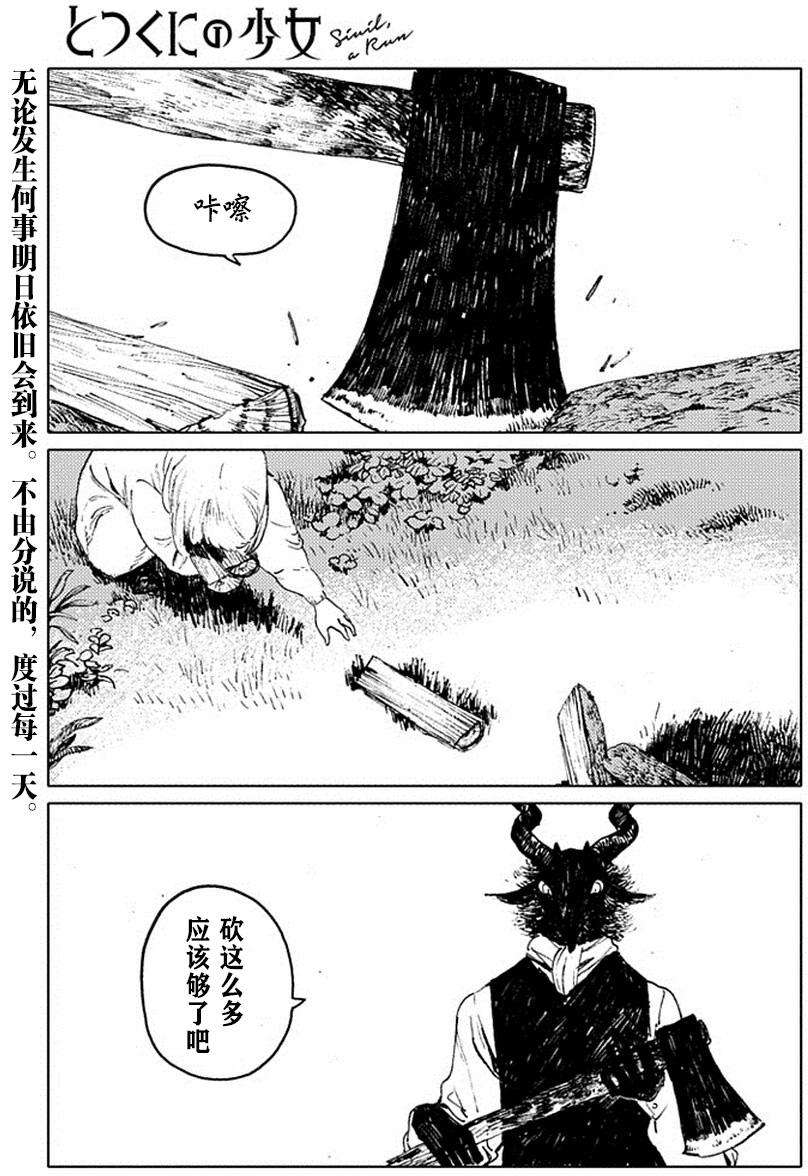 とつくにの少女
Siúil,
a Run
无论发生何事明日依旧会到来。不由分说的，度过每一天。
咔嚓
砍这么多
应该够了吧